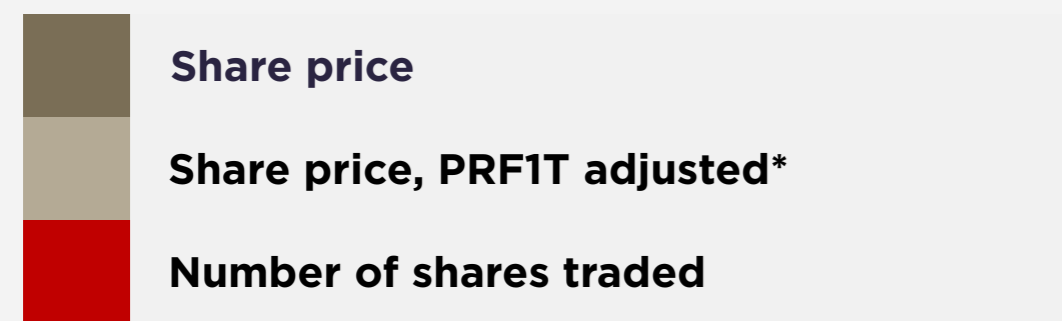 Share price
Share price, PRF1T adjusted*
Number of shares traded